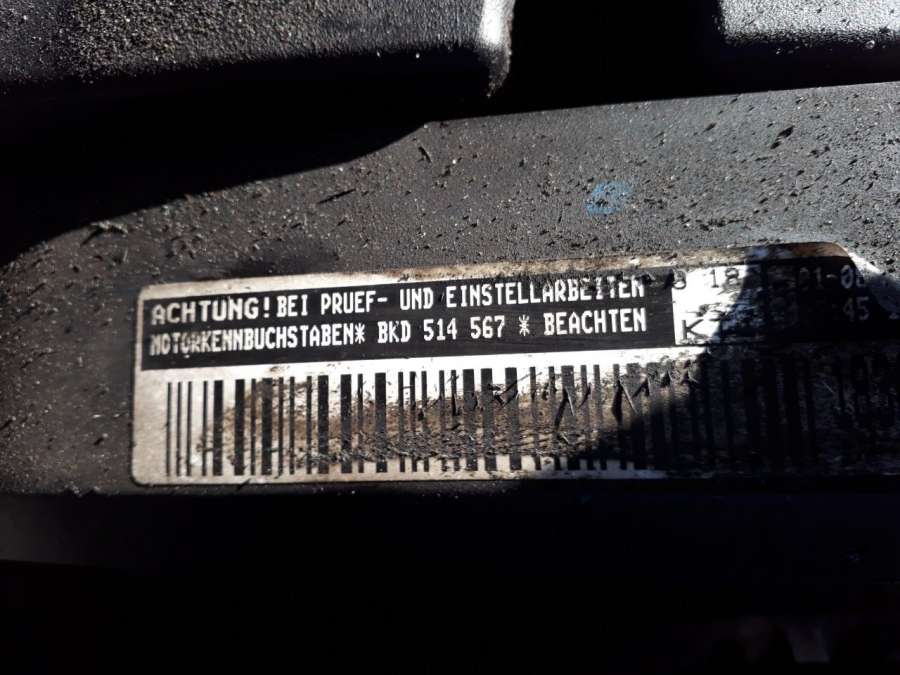 ACHTUNG! BEI PRUEF- UND EINSTELLARBEITEN
MOTORKENNBUCHSTABEN* BKD 514 567 * BEACHTEN